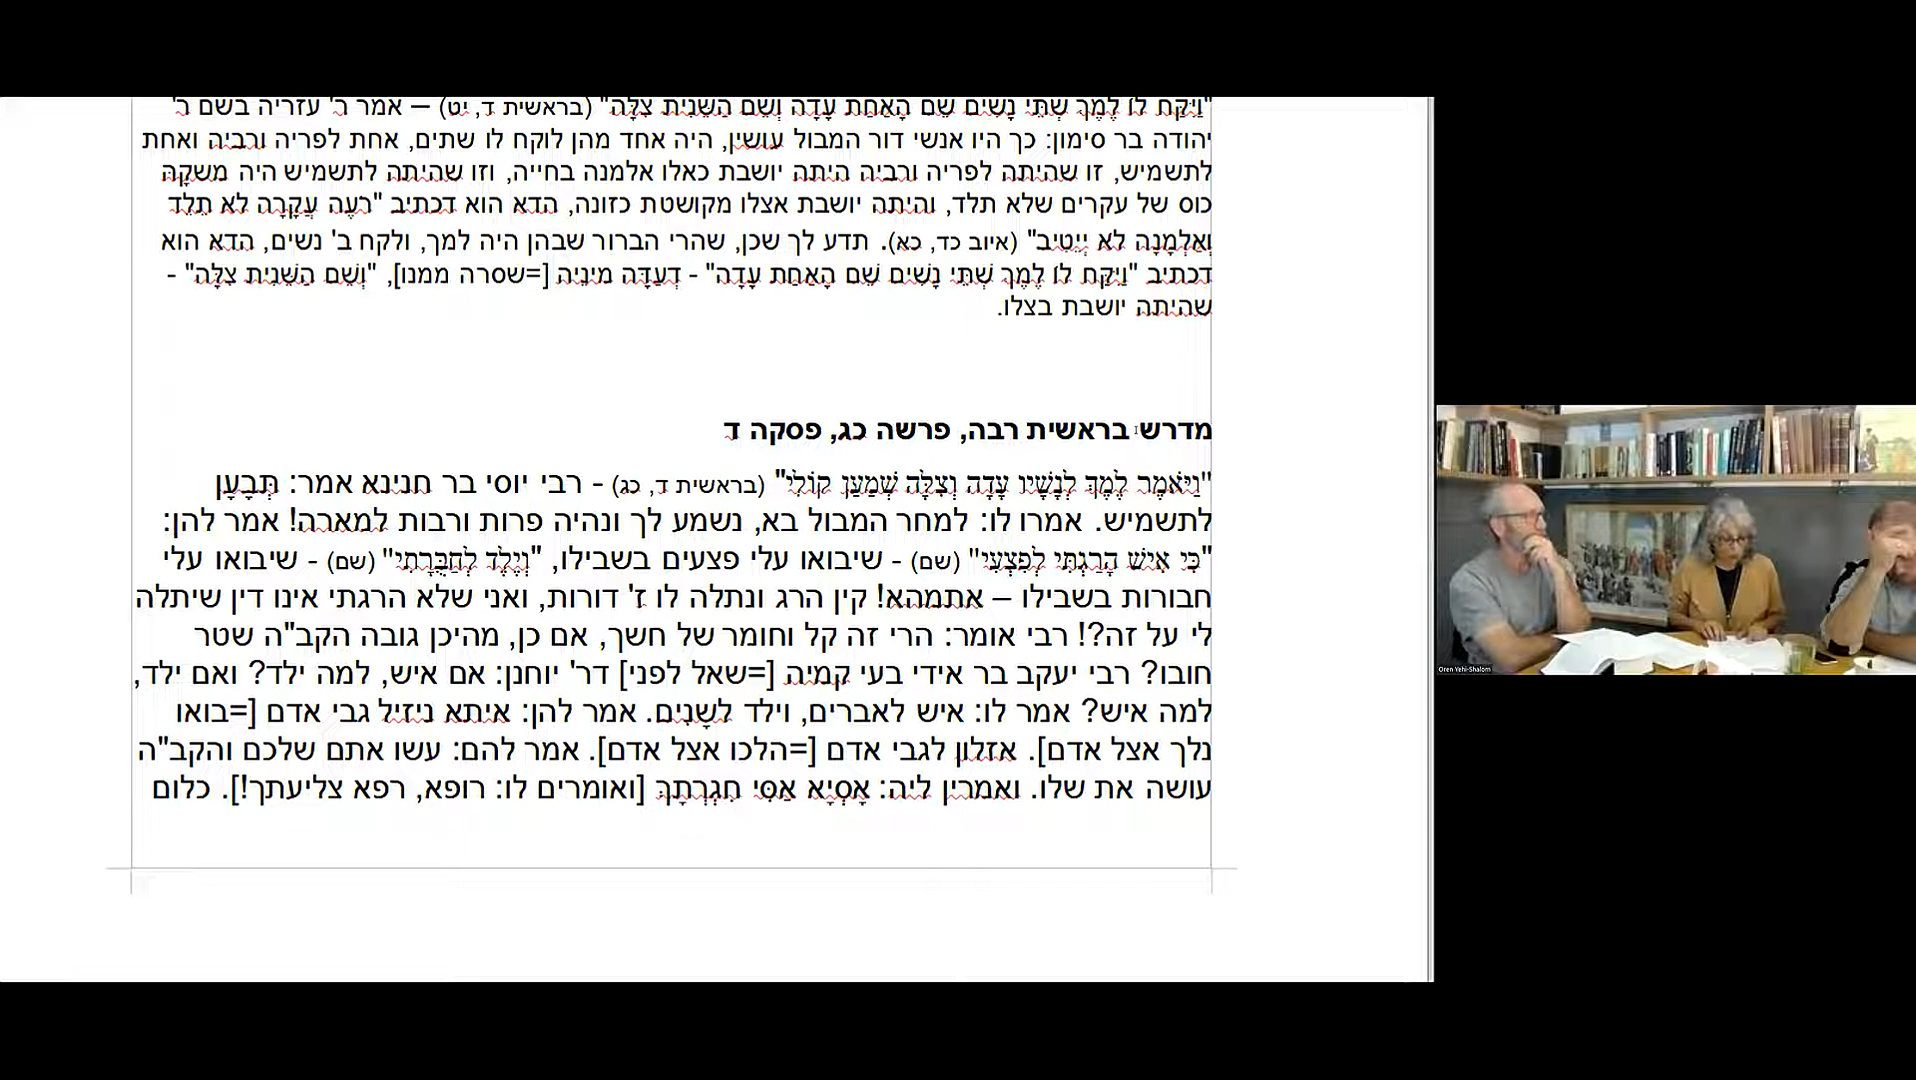 "וַיִּקַּח לוֹ לֶמֶךְ שְׁתֵּי נָשִׁים שֵׁם הָאַחַת עָדָה וְשֵׁם הַשֵּׁנִית צִלָּה" (בראשית ד, יט) — אמר ר' עזריה בשם ר'
יהודה בר סימון: כך היו אנשי דור המבול עושין, היה אחד מהן לוקח לו שתים, אחת לפריה ורביה ואחת
לתשמיש, זו שהיתה לפריה ורביה היתה יושבת כאלו אלמנה בחייה, וזו שהיתה לתשמיש היה משקָהּ
כוס של עקרים שלא תלד, והיתה יושבת אצלו מקושטת כזונה, הדא הוא דכתיב "רֹעֶה עֲקָרָה לֹא תֵלֵד
וְאַלְמָנָה לֹא יְיֵטִיב" (איוב כד, כא). תדע לך שכן, שהרי הברור שבהן היה למך, ולקח ב' נשים, הדא הוא
דכתיב "וַיִּקַּח לוֹ לֶמֶךְ שְׁתֵּי נָשִׁים שֵׁם הָאַחַת עָדָה" - דְעַדָּה מיניה [=שסרה ממנו], "וְשֵׁם הַשֵּׁנִית צִלָּה" -
שהיתה יושבת בצלו.
מדרש בראשית רבה, פרשה כג, פסקה ד
"וַיֹּאמֶר לֶמֶךְ לְנָשָׁיו עָדָה וְצִלָּה שְׁמַעַן קוֹלִי" (בראשית ד, כג) - רבי יוסי בר חנינא אמר: תְּבָעָן
לתשמיש. אמרו לו: למחר המבול בא, נשמע לך ונהיה פרות ורבות למארה! אמר להן:
"כִּי אִישׁ הָרַגְתִּי לְפִצְעִי" (שם) - שיבואו עלי פצעים בשבילו, "וְיֶלֶד לְחַבֻּרָתִי" (שם) - שיבואו עלי
חבורות בשבילו – אתמהא! קין הרג ונתלה לו ז' דורות, ואני שלא הרגתי אינו דין שיתלה
לי על זה?! רבי אומר: הרי זה קל וחומר של חשך, אם כן, מהיכן גובה הקב"ה שטר
חובו? רבי יעקב בר אידי בעי קמיה [=שאל לפני] דר' יוחנן: אם איש, למה ילד? ואם ילד,
למה איש? אמר לו: איש לאברים, וילד לשָנִים. אמר להן: איתא ניזיל גבי אדם [=בואו
נלך אצל אדם]. אזלון לגבי אדם [=הלכו אצל אדם]. אמר להם: עשו אתם שלכם והקב"ה
עושה את שלו. ואמרין ליה: אָסְיָא אַסִּי חִגְרְתָךְ [ואומרים לו: רופא, רפא צליעתך!]. כלום
Oren Yehi-Shalom